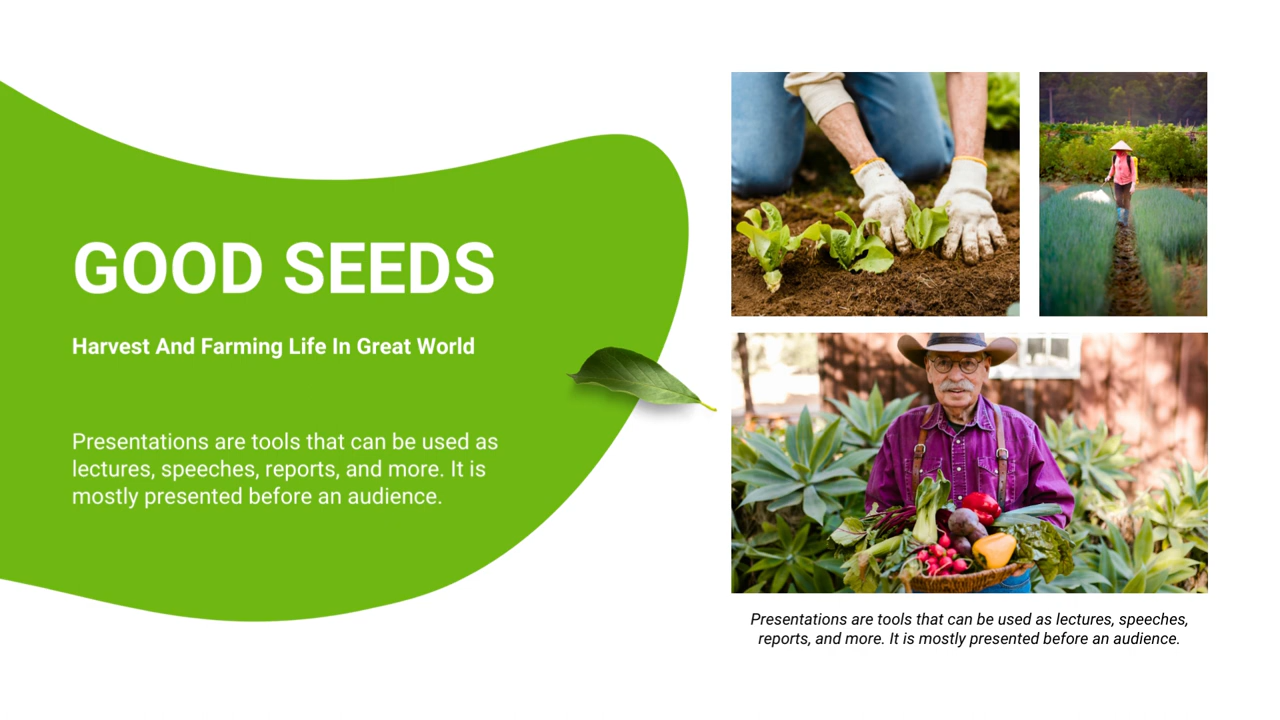 GOOD SEEDS
Harvest And Farming Life In Great World
Presentations are tools that can be used as
lectures, speeches, reports, and more. It is
mostly presented before an audience.
Presentations are tools that can be used as lectures, speeches,
reports, and more. It is mostly presented before an audience.